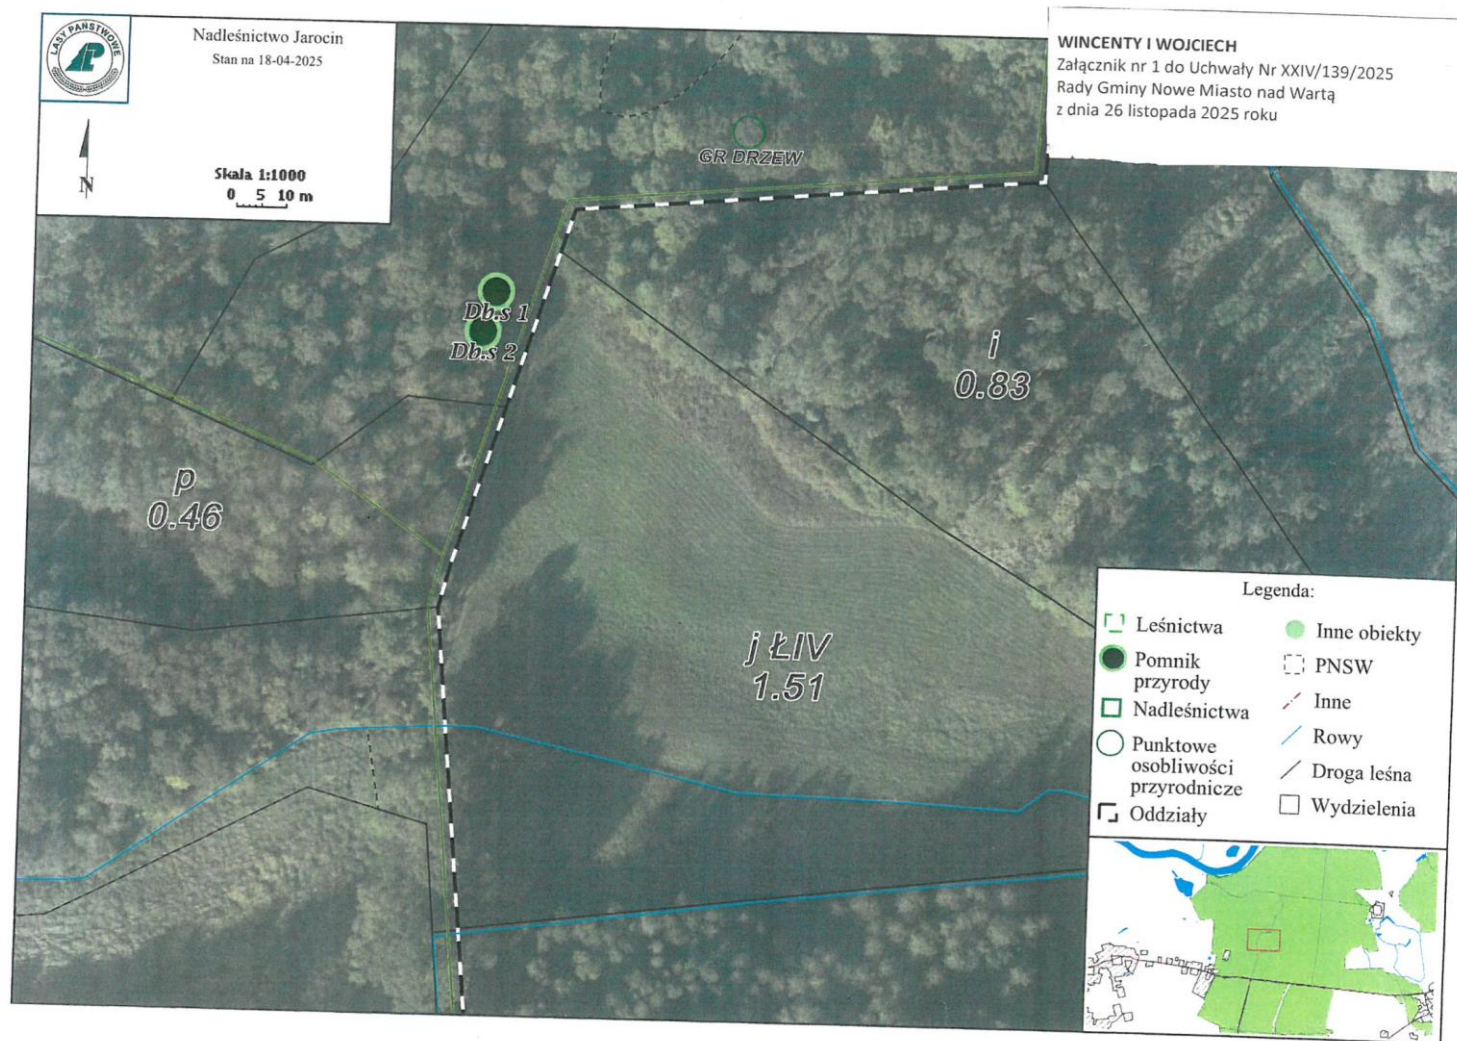 LASY PAŃSTWOWE
Nadleśnictwo Jarocin
Stan na 18-04-2025
N
Skala 1:1000
0 5 10 m
WINCENTY I WOJCIECH
Załącznik nr 1 do Uchwały Nr XXIV/139/2025
Rady Gminy Nowe Miasto nad Wartą
z dnia 26 listopada 2025 roku
GR DRZEW
Db.s 1
Db.s 2
i
0.83
p
0.46
j ŁIV
1.51
Legenda:
Leśnictwa
Pomnik
przyrody
Nadleśnictwa
Punktowe
osobliwości
przyrodnicze
Oddziały
Inne obiekty
PNSW
Inne
Rowy
Droga leśna
Wydzielenia